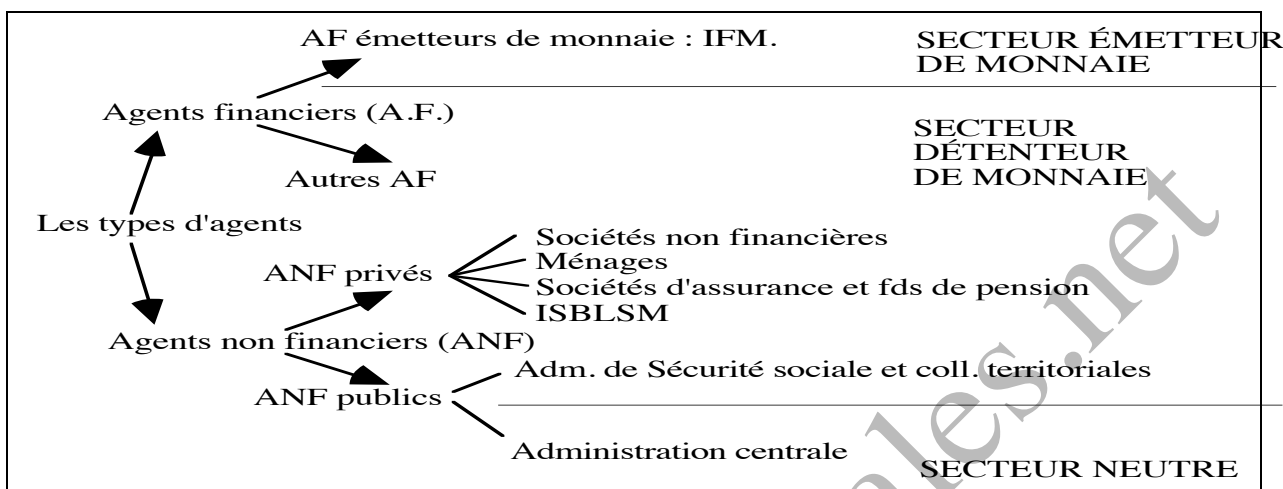 AF émetteurs de monnaie : IFM.
SECTEUR ÉMETTEUR
DE MONNAIE
Agents financiers (A.F.)
SECTEUR
DÉTENTEUR
DE MONNAIE
Autres AF
Les types d'agents
Sociétés non financières
ANF privés
Ménages
Sociétés d'assurance et fds de pension
ISBLSM
Agents non financiers (ANF)
Adm. de Sécurité sociale et coll. territoriales
ANF publics
Administration centrale
SECTEUR NEUTRE
ales.net